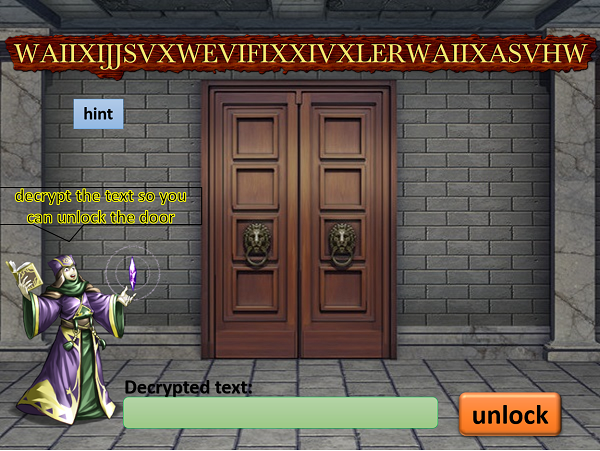 WAIIXIJJSVXWEVIFIXXIVXLERWAIIXASVHW
hint
decrypt the text so you
can unlock the door
Decrypted text:
unlock